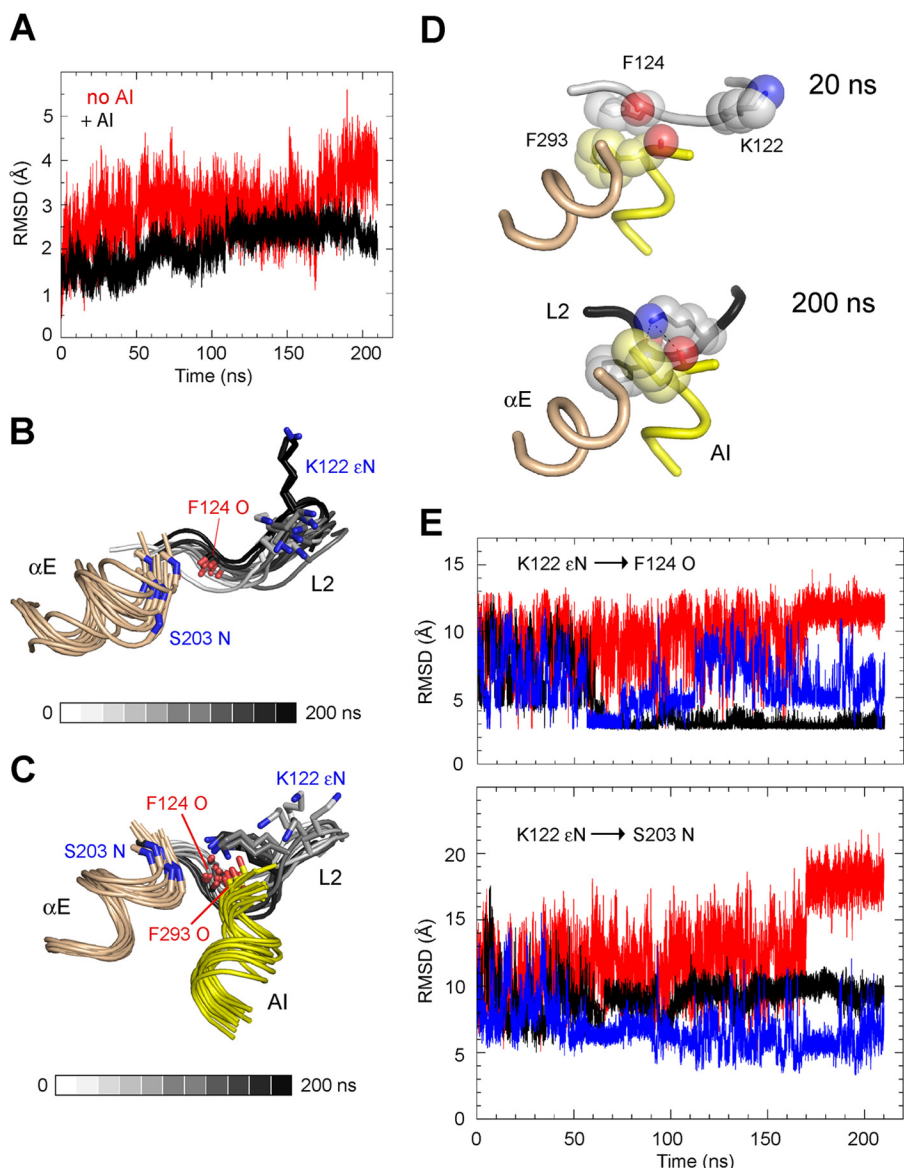 A
no AI
+ AI
RMSD (Å)
5
4
3
2
1
0
0 50 100 150 200
Time (ns)
B
K122 εN
F124 O
αE
L2
S203 N
0 200 ns
C
K122 εN
F124 O
S203 N
αE
L2
F293 O
AI
0 200 ns
D
F124
20 ns
F293
K122
L2
200 ns
αE
AI
E
K122 εN → F124 O
RMSD (Å)
15
10
5
0
K122 εN → S203 N
RMSD (Å)
20
15
10
5
0
0 50 100 150 200
Time (ns)